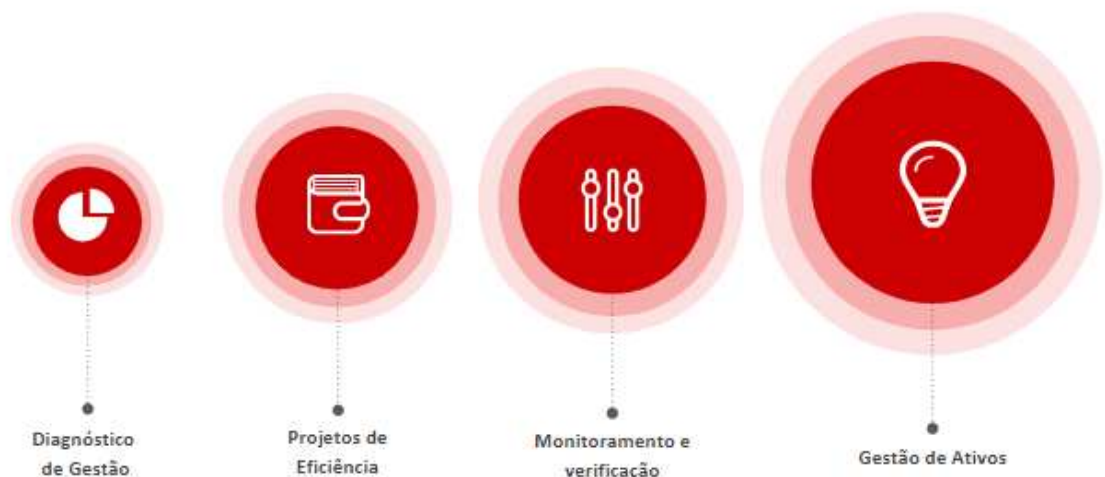 Diagnóstico
de Gestão
Projetos de
Eficiência
Monitoramento e
verificação
Gestão de Ativos